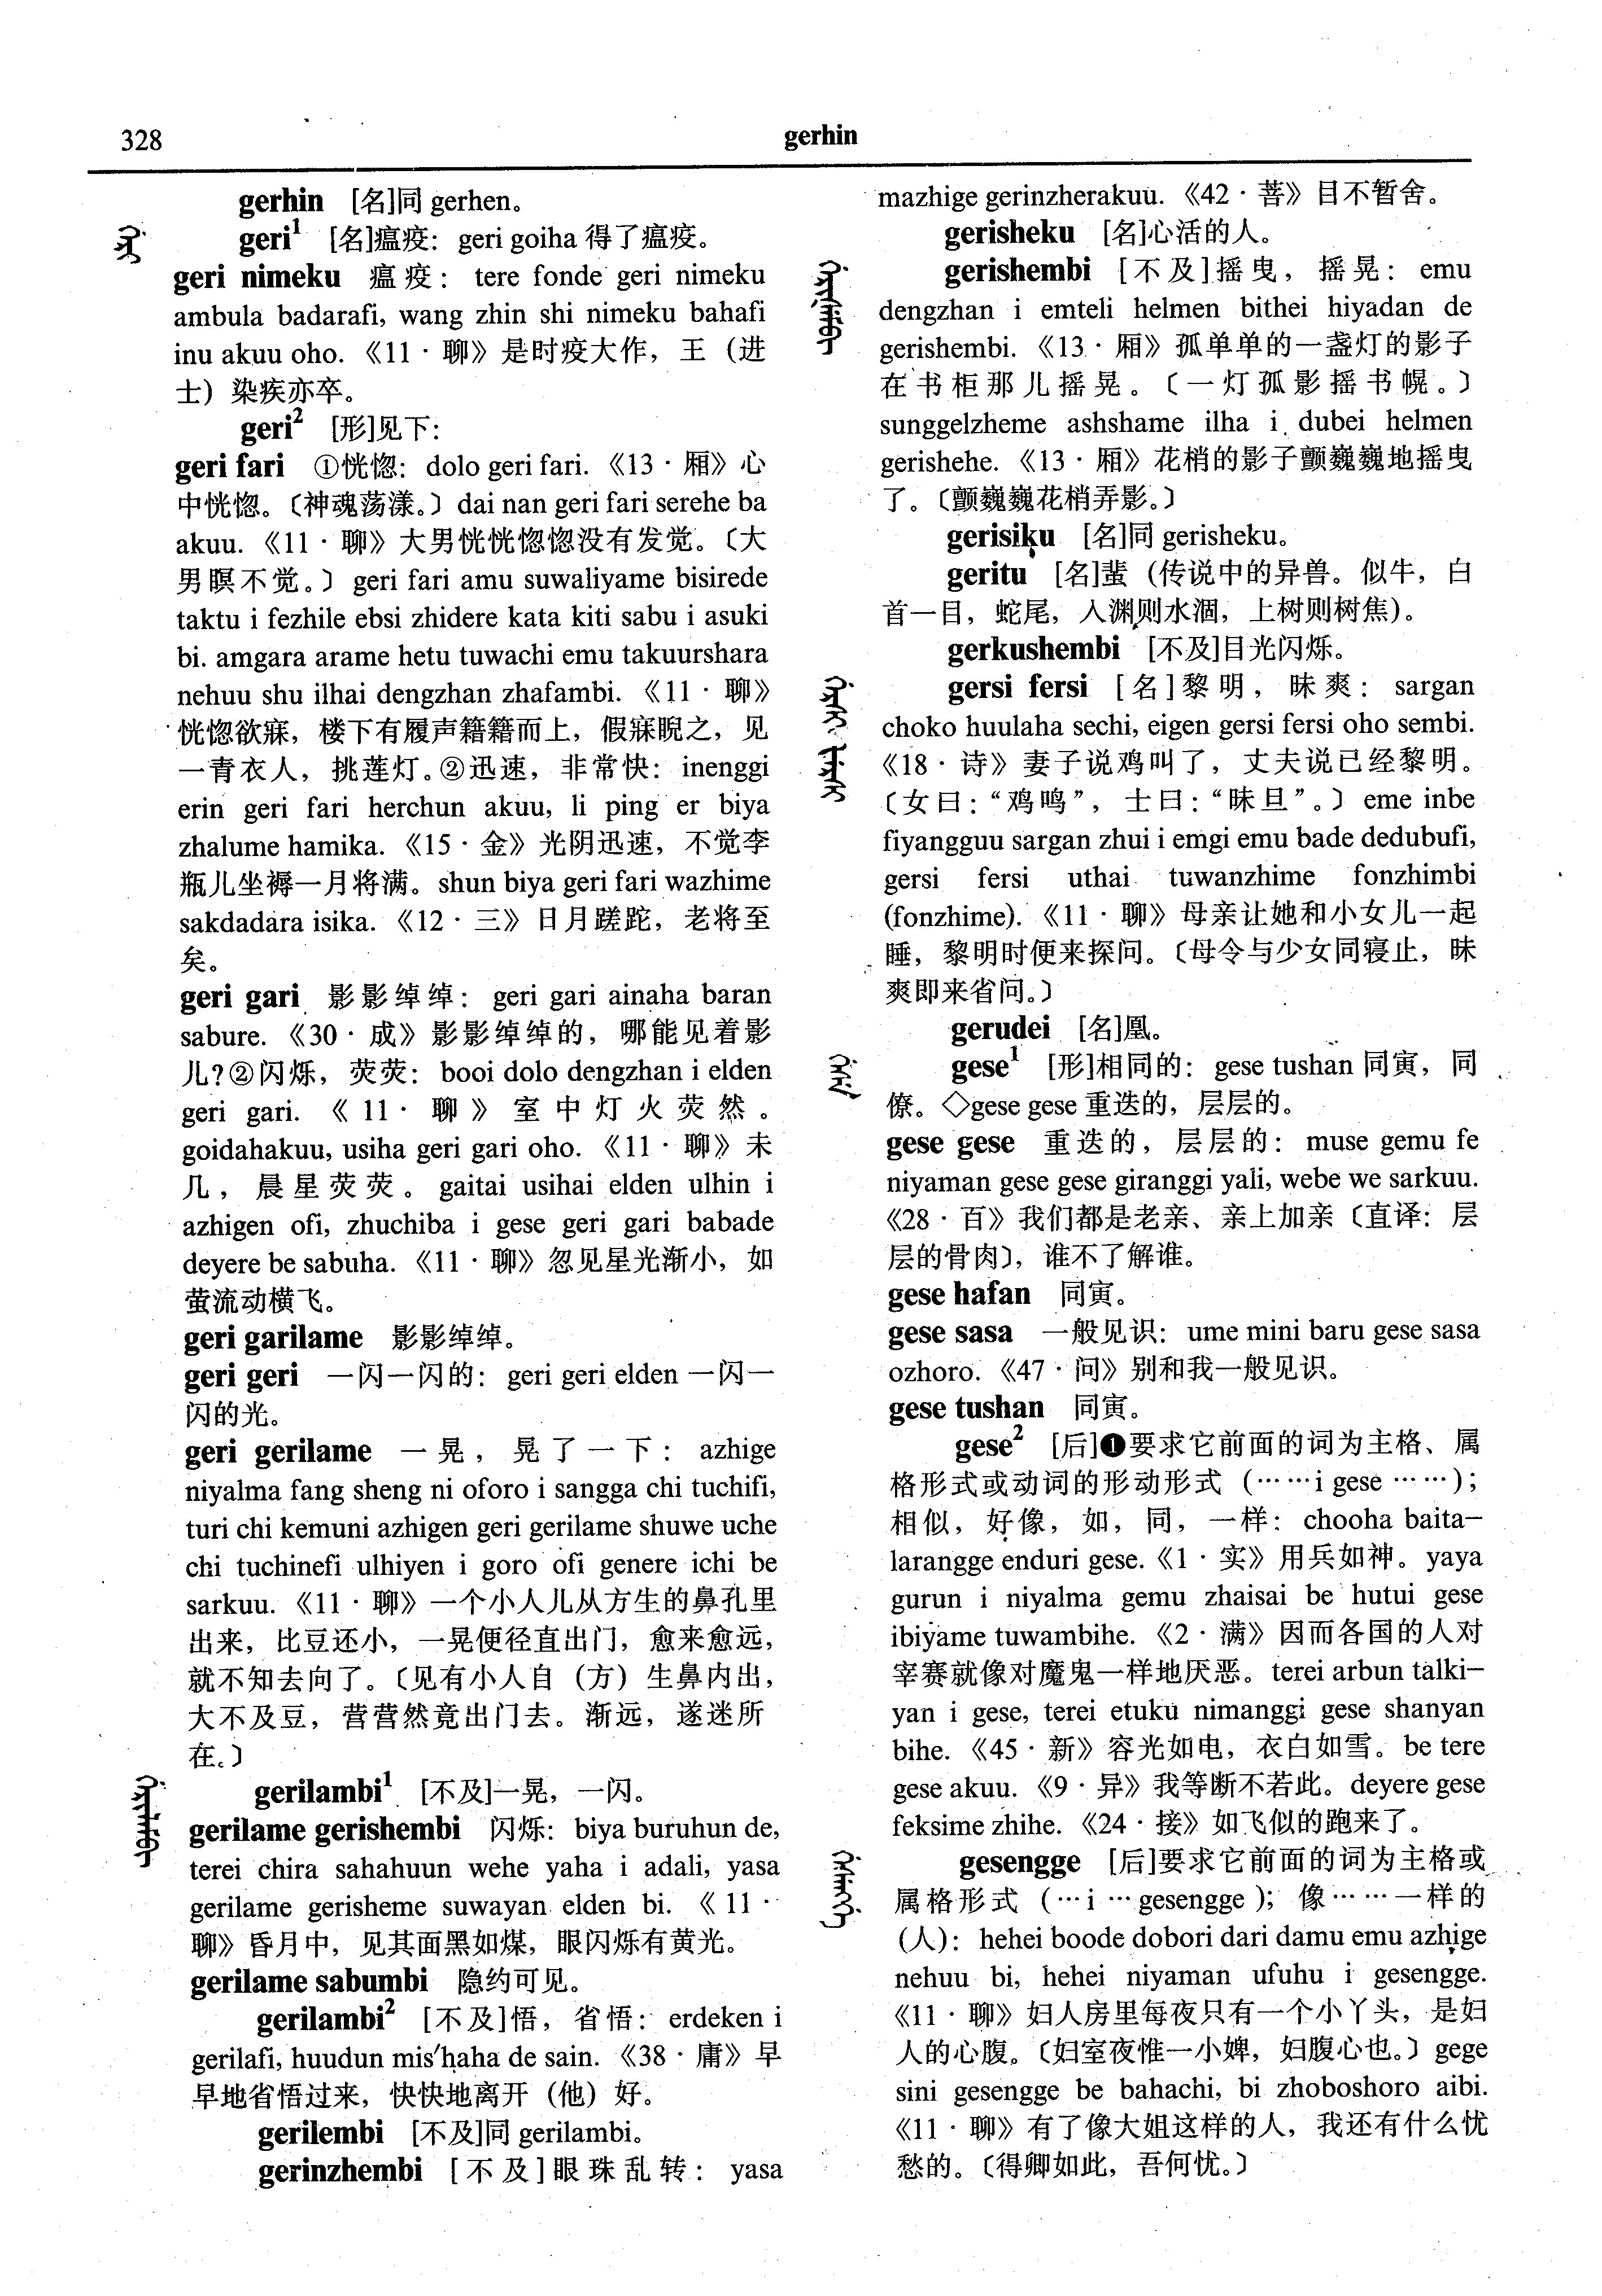 328
gerhin
gerhin [名]同 gerhen。
geri¹ [名]瘟疫：geri goiha 得了瘟疫。
geri nimeku 瘟疫：tere fonde geri nimeku
ambula badarafi, wang zhin shi nimeku bahafi
inu akuu oho. 《11·聊》是时疫大作，王（进
士）染疾亦卒。
geri² [形]见下：
geri fari ①恍惚：dolo geri fari. 《13·厢》心
中恍惚。〔神魂荡漾。〕dai nan geri fari serehe ba
akuu. 《11·聊》大男恍恍惚惚没有发觉。〔大
男瞑不觉。〕geri fari amu suwaliyame bisirede
taktu i fezhile ebsi zhidere kata kiti sabu i asuki
bi. amgara arame hetu tuwachi emu takuurshara
nehuu shu ilhai dengzhan zhafambi. 《11·聊》
恍惚欲寐，楼下有履声籍籍而上，假寐睨之，见
一青衣人，挑莲灯。②迅速，非常快：inenggi
erin geri fari herchun akuu, li ping er biya
zhalume hamika. 《15·金》光阴迅速，不觉李
瓶儿坐褥一月将满。shun biya geri fari wazhime
sakdadara isika. 《12·三》日月蹉跎，老将至
矣。
geri gari 影影绰绰：geri gari ainaha baran
sabure. 《30·成》影影绰绰的，哪能见着影
儿?②闪烁，荧荧：booi dolo dengzhan i elden
geri gari. 《11·聊》室中灯火荧然。
goidahakuu, usiha geri gari oho. 《11·聊》未
几，晨星荧荧。gaitai usihai elden ulhin i
azhigen ofi, zhuchiba i gese geri gari babade
deyere be sabuha. 《11·聊》忽见星光渐小，如
萤流动横飞。
geri garilame 影影绰绰。
geri geri 一闪一闪的：geri geri elden 一闪一
闪的光。
geri gerilame 一晃，晃了一下：azhige
niyalma fang sheng ni oforo i sangga chi tuchifi,
turi chi kemuni azhigen geri gerilame shuwe uche
chi tuchinefi ulhiyen i goro ofi genere ichi be
sarkuu. 《11·聊》一个小人儿从方生的鼻孔里
出来，比豆还小，一晃便径直出门，愈来愈远，
就不知去向了。〔见有小人自（方）生鼻内出，
大不及豆，营营然竟出门去。渐远，遂迷所
在。〕
gerilambi¹ [不及]一晃，一闪。
gerilame gerishembi 闪烁：biya buruhun de,
terei chira sahahuun wehe yaha i adali, yasa
gerilame gerisheme suwayan elden bi. 《11·
聊》昏月中，见其面黑如煤，眼闪烁有黄光。
gerilame sabumbi 隐约可见。
gerilambi² [不及]悟，省悟：erdeken i
gerilafi, huudun mis'haha de sain. 《38·庸》早
早地省悟过来，快快地离开（他）好。
gerilembi [不及]同 gerilambi。
gerinzhembi [不及]眼珠乱转：yasa
mazhige gerinzherakuu. 《42·菩》目不暂舍。
gerisheku [名]心活的人。
gerishembi [不及]摇曳，摇晃：emu
dengzhan i emteli helmen bithei hiyadan de
gerishembi. 《13·厢》孤单单的一盏灯的影子
在书柜那儿摇晃。〔一灯孤影摇书幌。〕
sunggelzheme ashshame ilha i dubei helmen
gerishehe. 《13·厢》花梢的影子颤巍巍地摇曳
了。〔颤巍巍花梢弄影。〕
gerisiku [名]同 gerisheku。
geritu [名]蜚（传说中的异兽。似牛，白
首一目，蛇尾，入渊则水涸，上树则树焦）。
gerkushembi [不及]目光闪烁。
gersi fersi [名]黎明，昧爽：sargan
choko huulaha sechi, eigen gersi fersi oho sembi.
《18·诗》妻子说鸡叫了，丈夫说已经黎明。
〔女曰：“鸡鸣”，士曰：“昧旦”。〕eme inbe
fiyangguu sargan zhui i emgi emu bade dedubufi,
gersi fersi uthai tuwanzhime fonzhimbi
(fonzhime). 《11·聊》母亲让她和小女儿一起
睡，黎明时便来探问。〔母令与少女同寝止，昧
爽即来省问。〕
gerudei [名]凰。
gese¹ [形]相同的：gese tushan 同寅，同
僚。◇gese gese 重迭的，层层的。
gese gese 重迭的，层层的：muse gemu fe
niyaman gese gese giranggi yali, webe we sarkuu.
《28·百》我们都是老亲、亲上加亲〔直译：层
层的骨肉〕，谁不了解谁。
gese hafan 同寅。
gese sasa 一般见识：ume mini baru gese sasa
ozhoro. 《47·问》别和我一般见识。
gese tushan 同寅。
gese² [后]❶要求它前面的词为主格、属
格形式或动词的形动形式（……i gese ……）；
相似，好像，如，同，一样：chooha baita–
larangge enduri gese.《1·实》用兵如神。yaya
gurun i niyalma gemu zhaisai be hutui gese
ibiyame tuwambihe. 《2·满》因而各国的人对
宰赛就像对魔鬼一样地厌恶。terei arbun talki–
yan i gese, terei etuku nimanggi gese shanyan
bihe. 《45·新》容光如电，衣白如雪。be tere
gese akuu. 《9·异》我等断不若此。deyere gese
feksime zhihe. 《24·接》如飞似的跑来了。
gesengge [后]要求它前面的词为主格或
属格形式（…i …gesengge）；像……一样的
（人）：hehei boode dobori dari damu emu azhige
nehuu bi, hehei niyaman ufuhu i gesengge.
《11·聊》妇人房里每夜只有一个小丫头，是妇
人的心腹。〔妇室夜惟一小婢，妇腹心也。〕gege
sini gesengge be bahachi, bi zhoboshoro aibi.
《11·聊》有了像大姐这样的人，我还有什么忧
愁的。〔得卿如此，吾何忧。〕